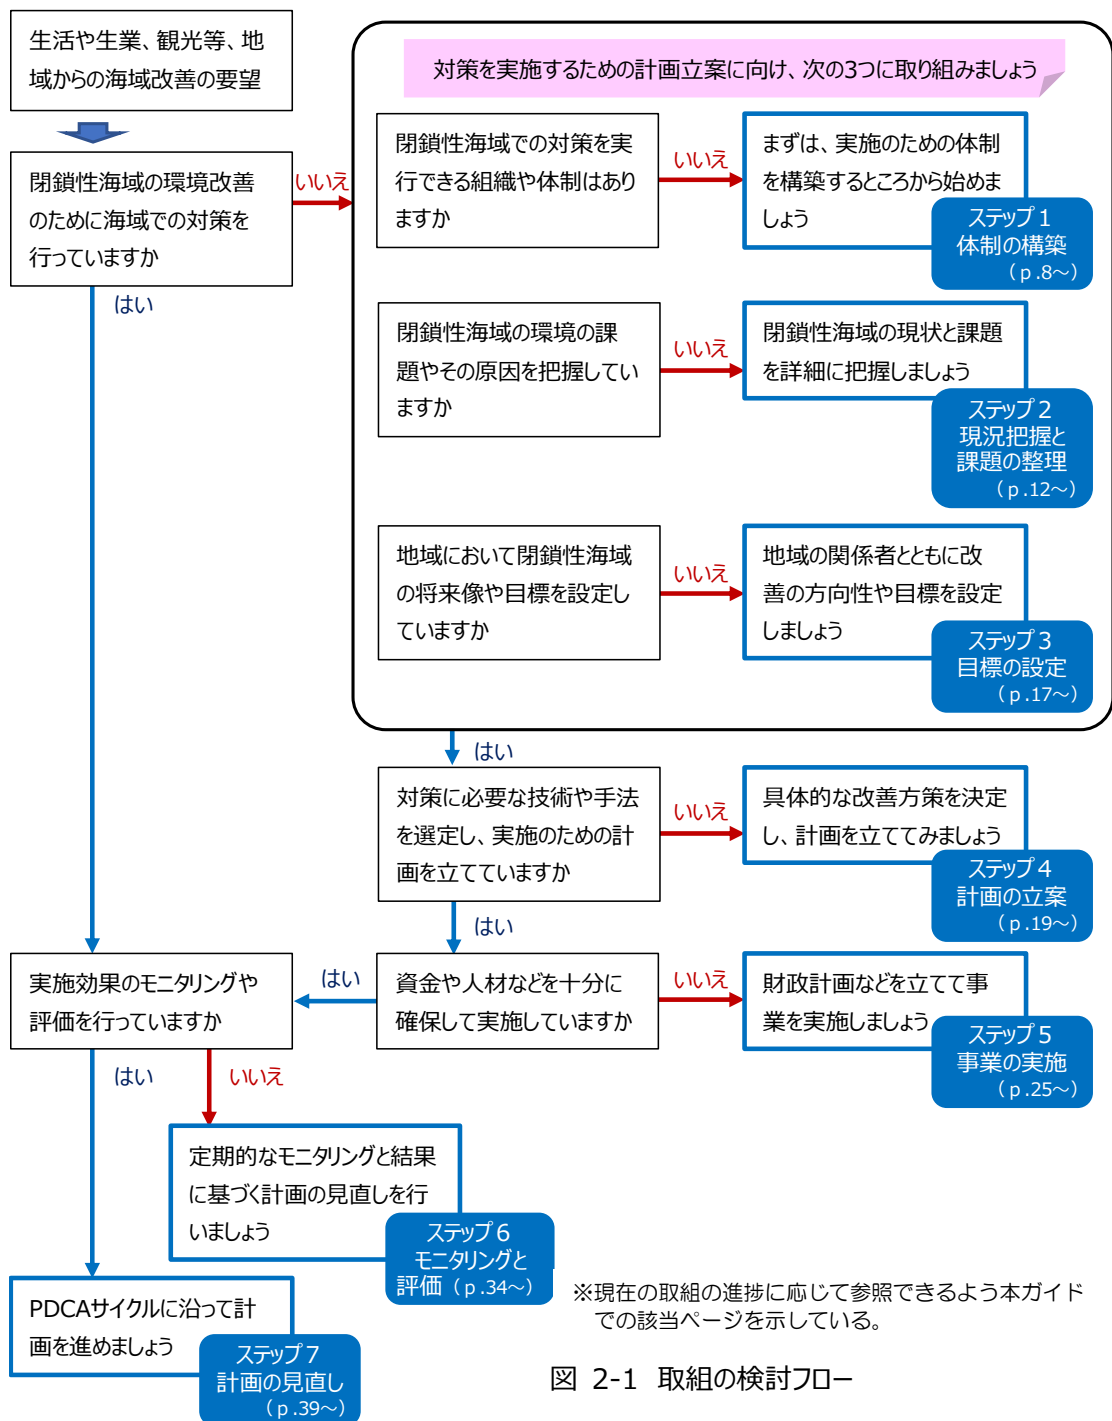 生活や生業、観光等、地
域からの海域改善の要望
閉鎖性海域の環境改善
のために海域での対策を
行っていますか
いいえ
はい
対策を実施するための計画立案に向け、次の3つに取り組みましょう
閉鎖性海域での対策を実
行できる組織や体制はあり
ますか
いいえ
まずは、実施のための体制
を構築するところから始めま
しょう
ステップ1
体制の構築
(p.8~)
閉鎖性海域の環境の課
題やその原因を把握してい
ますか
いいえ
閉鎖性海域の現状と課題
を詳細に把握しましょう
ステップ2
現況把握と
課題の整理
(p.12~)
地域において閉鎖性海域
の将来像や目標を設定し
ていますか
いいえ
地域の関係者とともに改
善の方向性や目標を設定
しましょう
ステップ3
目標の設定
(p.17~)
はい
対策に必要な技術や手法
を選定し、実施のための計
画を立てていますか
いいえ
具体的な改善方策を決定
し、計画を立ててみましょう
ステップ4
計画の立案
(p.19~)
はい
資金や人材などを十分に
確保して実施していますか
いいえ
財政計画などを立てて事
業を実施しましょう
ステップ5
事業の実施
(p.25~)
はい
実施効果のモニタリングや
評価を行っていますか
はい
いいえ
定期的なモニタリングと結果
に基づく計画の見直しを行
いましょう
ステップ6
モニタリングと
評価(p.34~)
PDCAサイクルに沿って計
画を進めましょう
ステップ7
計画の見直し
(p.39~)
※現在の取組の進捗に応じて参照できるよう本ガイド
での該当ページを示している。
図 2-1 取組の検討フロー